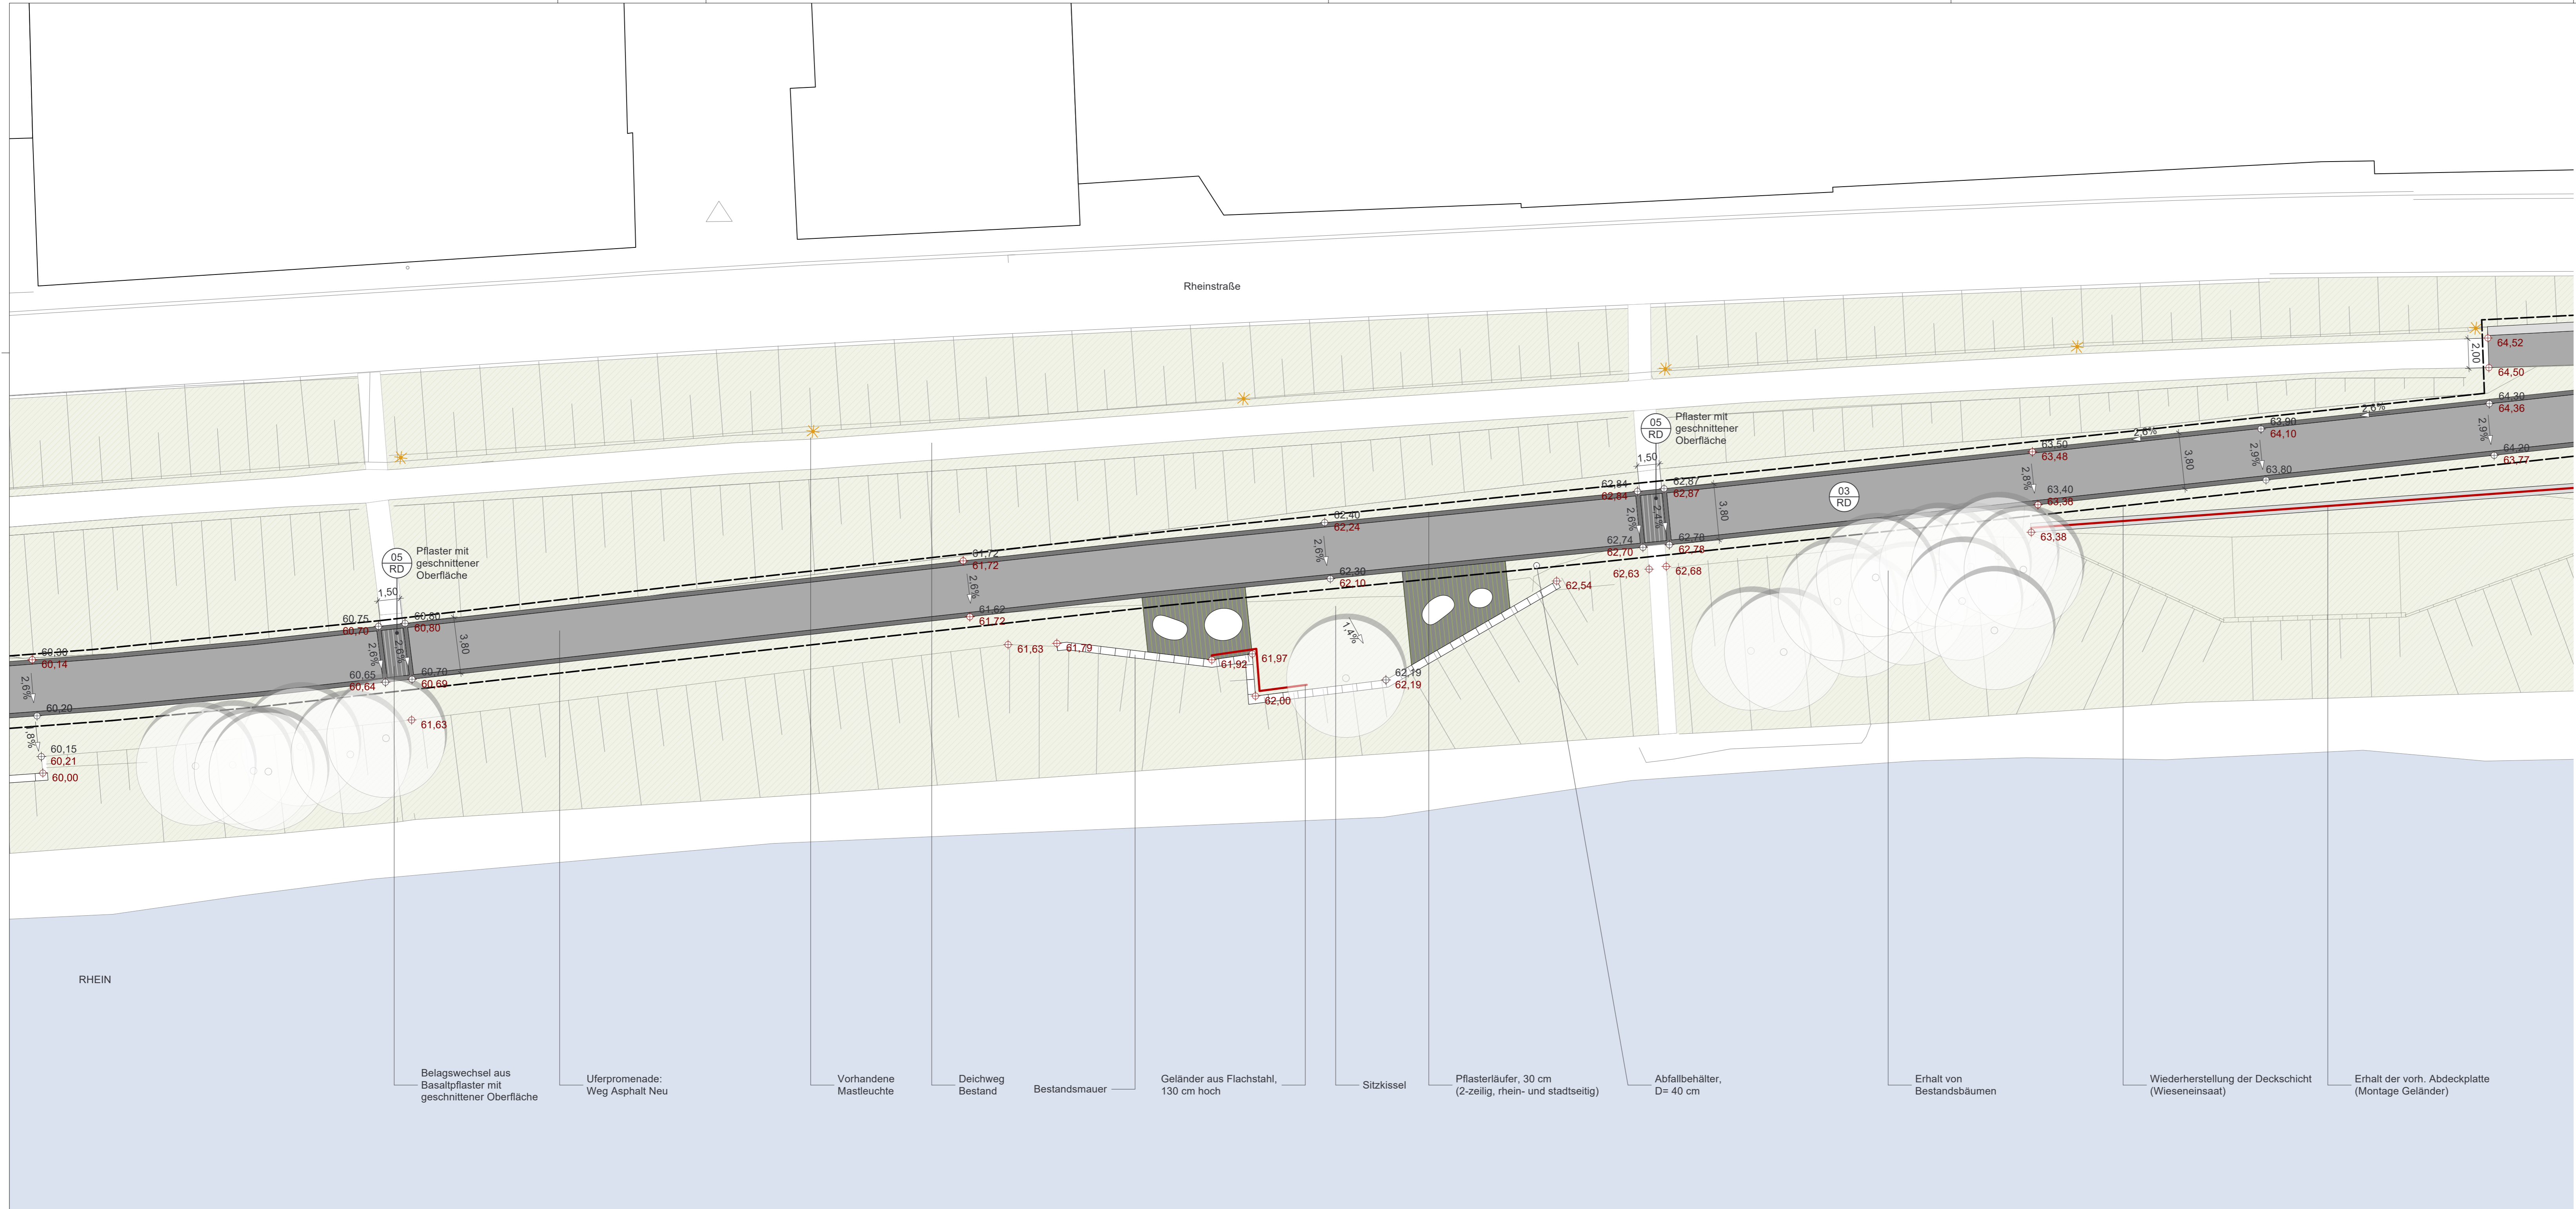 Rheinstraße
64,52
2,00
64,50
64,30
64,36
2,9%
64,20
63,77
2,6%
63,90
64,10
2,9%
63,80
2,6%
3,80
63,50
63,48
2,8%
63,40
63,36
63,38
03
RD
05
RD
Pflaster mit
geschnittener
Oberfläche
1,50
62,84
62,84
62,87
62,87
2,6%
2,4%
3,80
62,74
62,70
62,78
62,78
62,63
62,68
62,40
62,24
2,6%
62,30
62,10
62,54
61,72
61,72
2,6%
61,62
61,72
61,63
61,79
61,92
61,97
62,00
1,4%
62,19
62,19
05
RD
Pflaster mit
geschnittener
Oberfläche
1,50
60,75
60,70
60,80
60,80
2,6%
2,6%
3,80
60,65
60,64
60,70
60,69
61,63
60,30
60,14
2,6%
60,20
,8%
60,15
60,21
60,00
RHEIN
Belagswechsel aus
Basaltpflaster mit
geschnittener Oberfläche
Uferpromenade:
Weg Asphalt Neu
Vorhandene
Mastleuchte
Deichweg
Bestand
Bestandsmauer
Geländer aus Flachstahl,
130 cm hoch
Sitzkissel
Pflasterläufer, 30 cm
(2-zeilig, rhein- und stadtseitig)
Abfallbehälter,
D= 40 cm
Erhalt von
Bestandsbäumen
Wiederherstellung der Deckschicht
(Wieseneinsaat)
Erhalt der vorh. Abdeckplatte
(Montage Geländer)